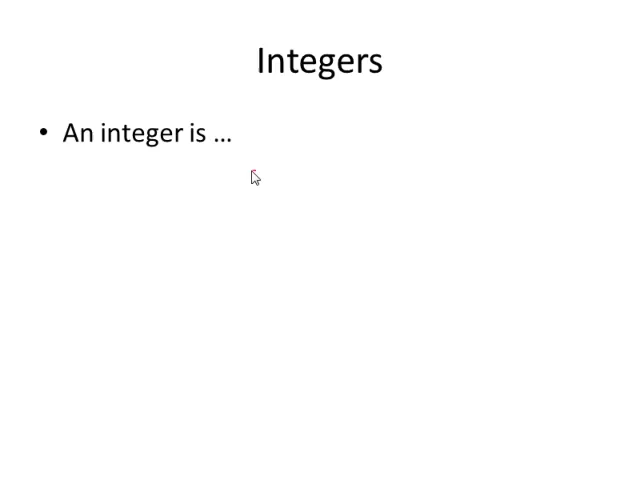 Integers
• An integer is …